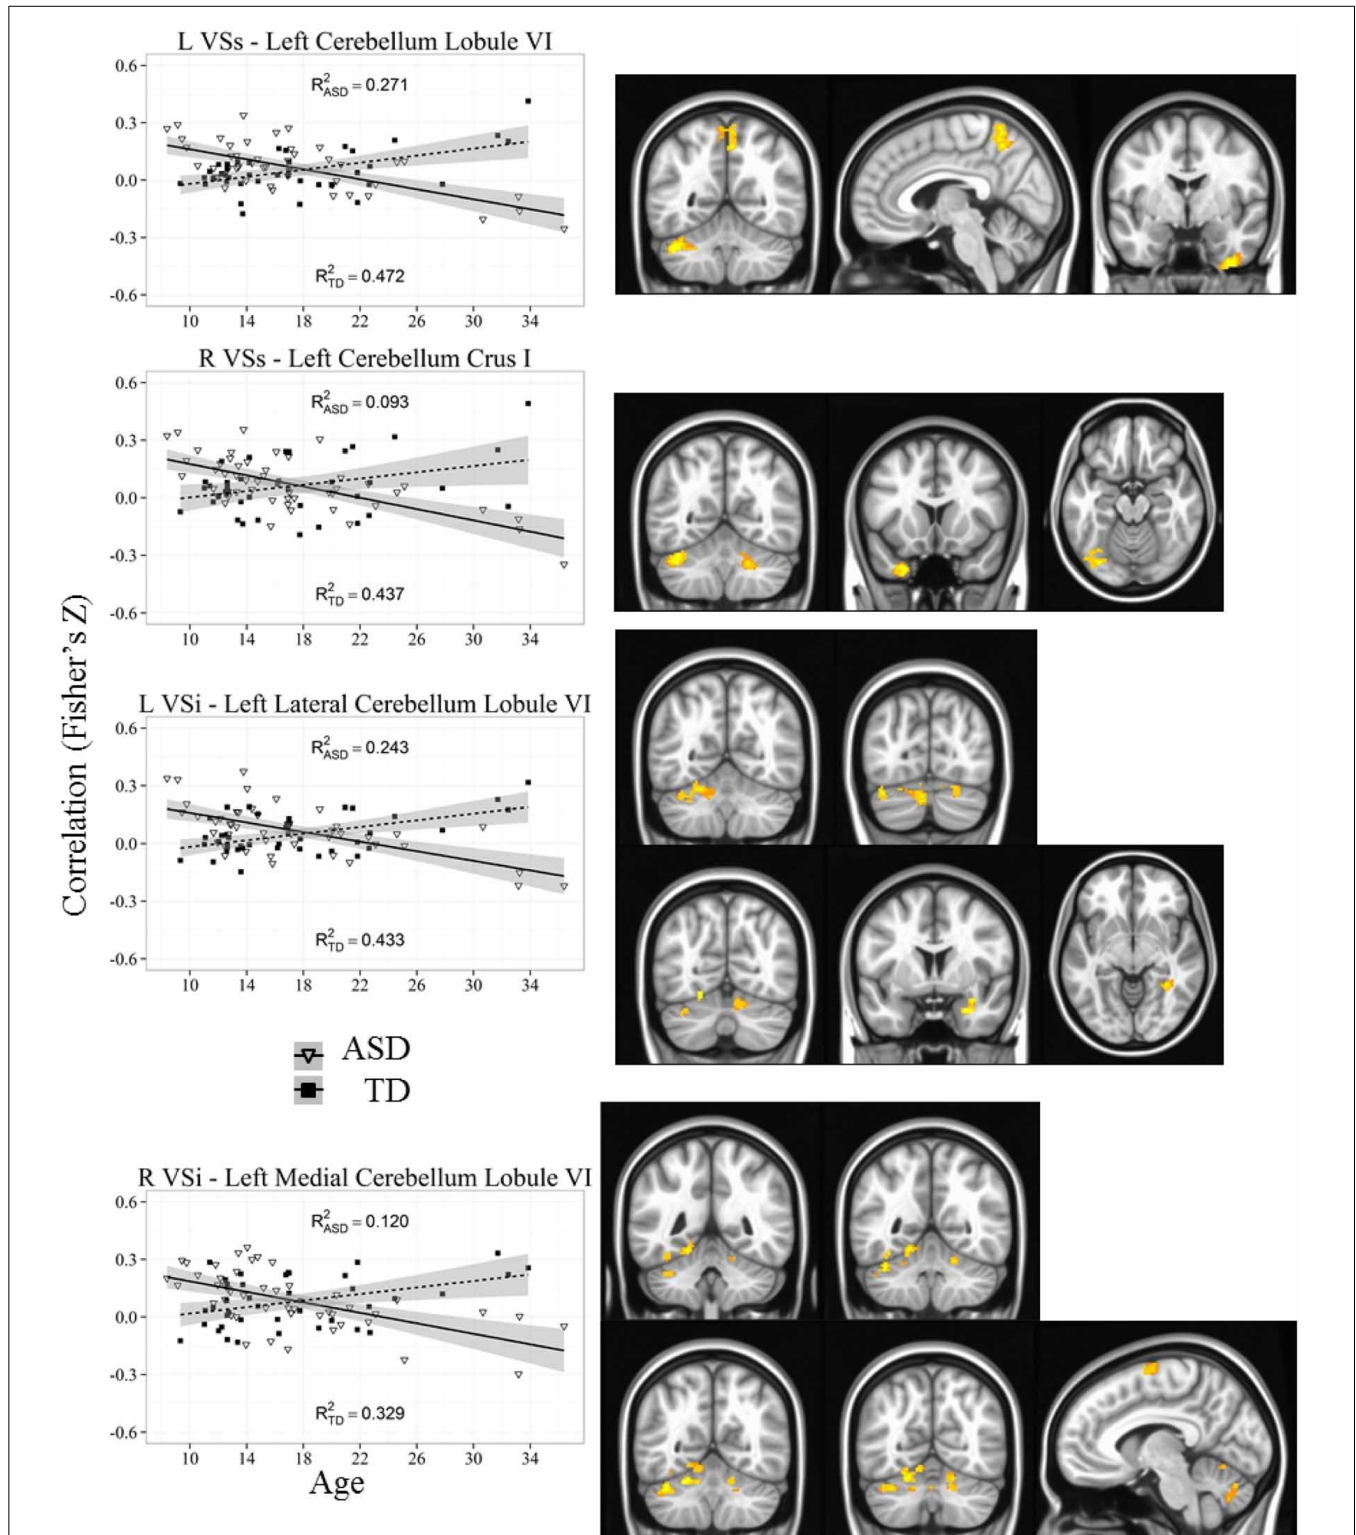 L VSs - Left Cerebellum Lobule VI
0.6
0.3
0.0
-0.3
-0.6
R²ASD = 0.271
R²TD = 0.472
10 14 18 22 26 30 34
R VSs - Left Cerebellum Crus I
0.6
0.3
0.0
-0.3
-0.6
R²ASD = 0.093
R²TD = 0.437
10 14 18 22 26 30 34
Correlation (Fisher's Z)
L VSi - Left Lateral Cerebellum Lobule VI
0.6
0.3
0.0
-0.3
-0.6
R²ASD = 0.243
R²TD = 0.433
10 14 18 22 26 30 34
ASD
TD
R VSi - Left Medial Cerebellum Lobule VI
0.6
0.3
0.0
-0.3
-0.6
R²ASD = 0.120
R²TD = 0.329
10 14 18 22 26 30 34
Age